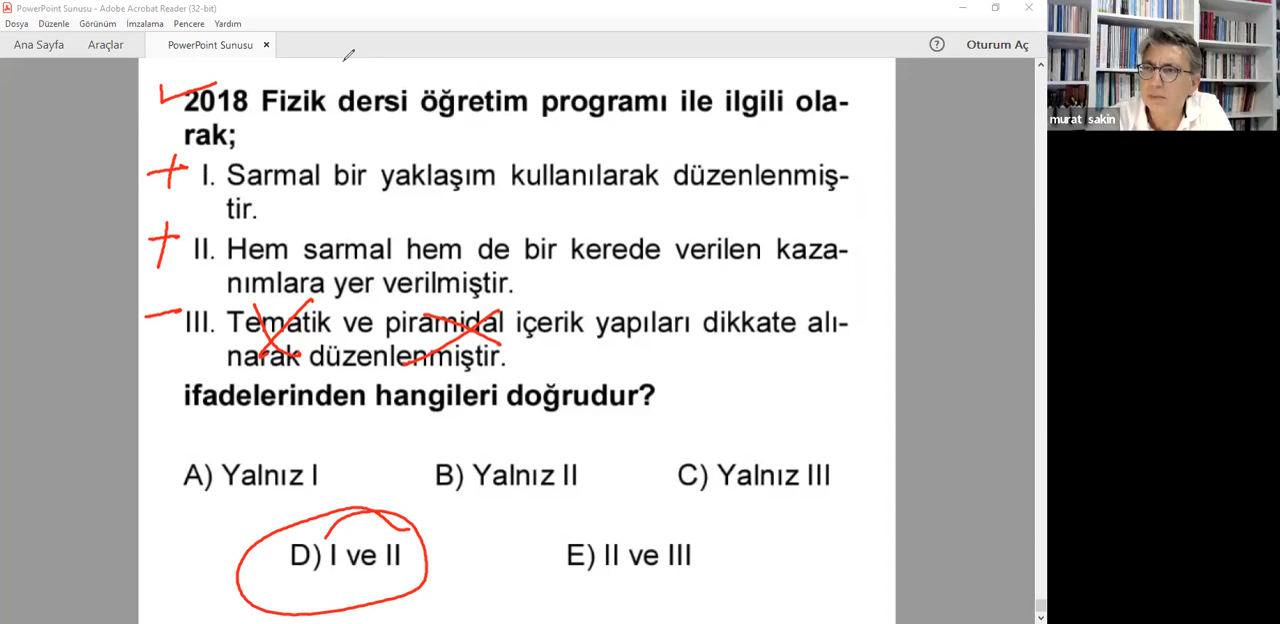 PowerPoint Sunusu - Adobe Acrobat Reader (32-bit)
Dosya Düzenle Görünüm İmzalama Pencere Yardım
Ana Sayfa Araçlar PowerPoint Sunusu × ? Oturum Aç
murat sakin
2018 Fizik dersi öğretim programı ile ilgili ola-
rak;
I. Sarmal bir yaklaşım kullanılarak düzenlenmiş-
tir.
II. Hem sarmal hem de bir kerede verilen kaza-
nımlara yer verilmiştir.
III. Tematik ve piramidal içerik yapıları dikkate alı-
narak düzenlenmiştir.
ifadelerinden hangileri doğrudur?
A) Yalnız I B) Yalnız II C) Yalnız III
D) I ve II E) II ve III